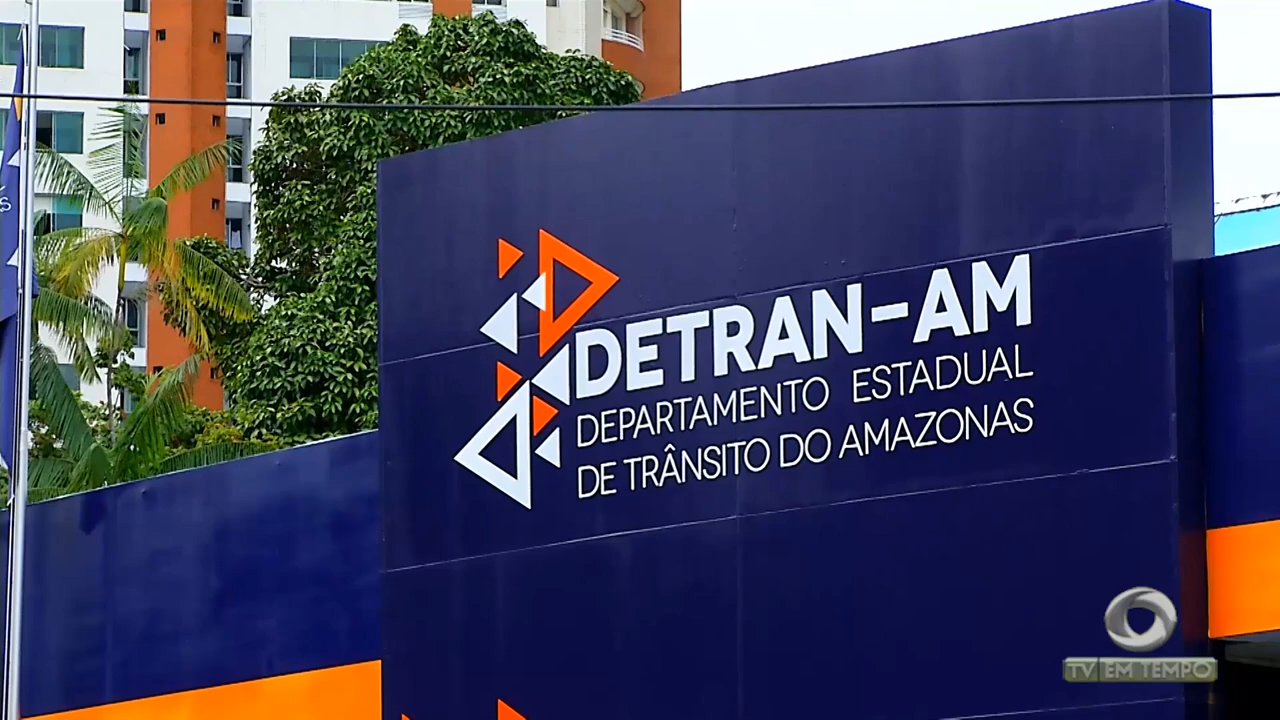 DETRAN-AM
DEPARTAMENTO ESTADUAL
DE TRÂNSITO DO AMAZONAS
TV EM TEMPO